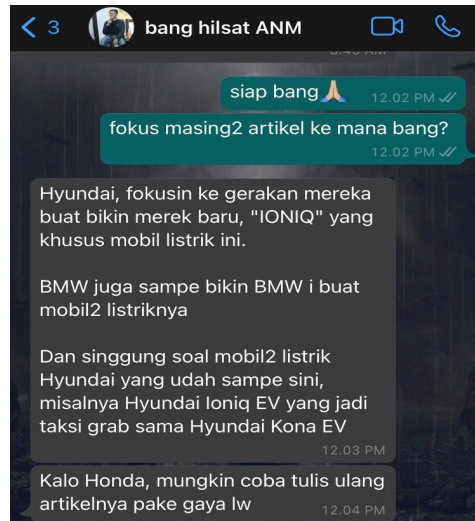 3
bang hilsat ANM
siap bang🙏🏻
12.02 PM
fokus masing2 artikel ke mana bang?
12.02 PM
Hyundai, fokusin ke gerakan mereka
buat bikin merek baru, "IONIQ" yang
khusus mobil listrik ini.
BMW juga sampe bikin BMW i buat
mobil2 listriknya
Dan singgung soal mobil2 listrik
Hyundai yang udah sampe sini,
misalnya Hyundai Ioniq EV yang jadi
taksi grab sama Hyundai Kona EV
12.03 PM
Kalo Honda, mungkin coba tulis ulang
artikelnya pake gaya lw
12.04 PM